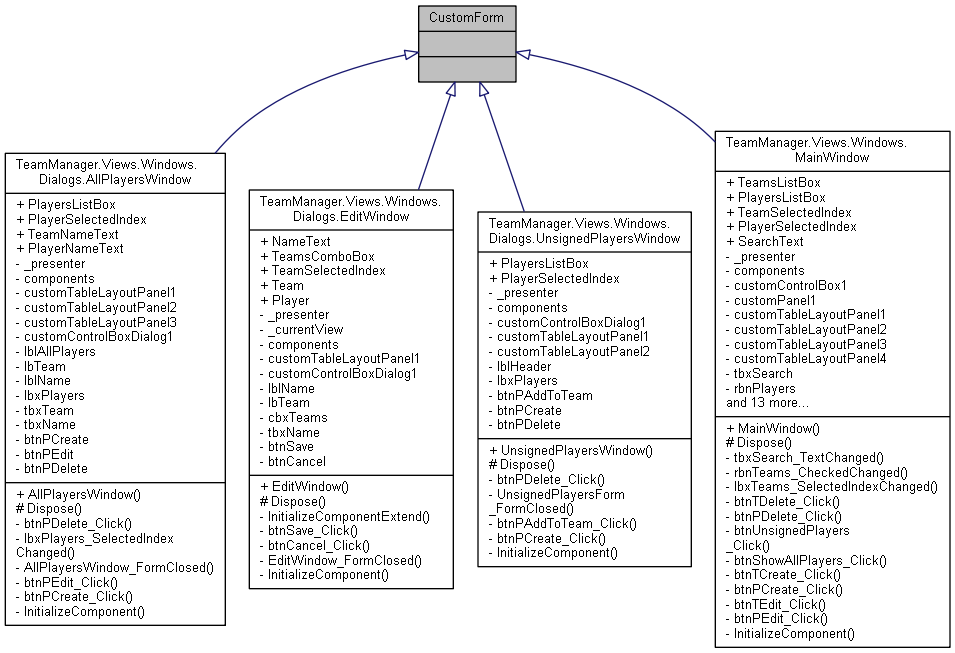 CustomForm
TeamManager.Views.Windows.
Dialogs.AllPlayersWindow
+ PlayersListBox
+ PlayerSelectedIndex
+ TeamNameText
+ PlayerNameText
- _presenter
- components
- customTableLayoutPanel1
- customTableLayoutPanel2
- customTableLayoutPanel3
- customControlBoxDialog1
- lblAllPlayers
- lbTeam
- lblName
- lbxPlayers
- tbxTeam
- tbxName
- btnPCreate
- btnPEdit
- btnPDelete
+ AllPlayersWindow()
# Dispose()
- btnPDelete_Click()
- lbxPlayers_SelectedIndex
Changed()
- AllPlayersWindow_FormClosed()
- btnPEdit_Click()
- btnPCreate_Click()
- InitializeComponent()
TeamManager.Views.Windows.
Dialogs.EditWindow
+ NameText
+ TeamsComboBox
+ TeamSelectedIndex
+ Team
+ Player
- _presenter
- _currentView
- components
- customTableLayoutPanel1
- customControlBoxDialog1
- lblName
- lbTeam
- cbxTeams
- tbxName
- btnSave
- btnCancel
+ EditWindow()
# Dispose()
- InitializeComponentExtend()
- btnSave_Click()
- btnCancel_Click()
- EditWindow_FormClosed()
- InitializeComponent()
TeamManager.Views.Windows.
Dialogs.UnsignedPlayersWindow
+ PlayersListBox
+ PlayerSelectedIndex
- _presenter
- components
- customControlBoxDialog1
- customTableLayoutPanel1
- customTableLayoutPanel2
- lblHeader
- lbxPlayers
- btnPAddToTeam
- btnPCreate
- btnPDelete
+ UnsignedPlayersWindow()
# Dispose()
- btnPDelete_Click()
- UnsignedPlayersForm
_FormClosed()
- btnPAddToTeam_Click()
- btnPCreate_Click()
- InitializeComponent()
TeamManager.Views.Windows.
MainWindow
+ TeamsListBox
+ PlayersListBox
+ TeamSelectedIndex
+ PlayerSelectedIndex
+ SearchText
- _presenter
- components
- customControlBox1
- customPanel1
- customTableLayoutPanel1
- customTableLayoutPanel2
- customTableLayoutPanel3
- customTableLayoutPanel4
- tbxSearch
- rbnPlayers
and 13 more...
+ MainWindow()
# Dispose()
- tbxSearch_TextChanged()
- rbnTeams_CheckedChanged()
- lbxTeams_SelectedIndexChanged()
- btnTDelete_Click()
- btnPDelete_Click()
- btnUnsignedPlayers
_Click()
- btnShowAllPlayers_Click()
- btnTCreate_Click()
- btnPCreate_Click()
- btnTEdit_Click()
- btnPEdit_Click()
- InitializeComponent()